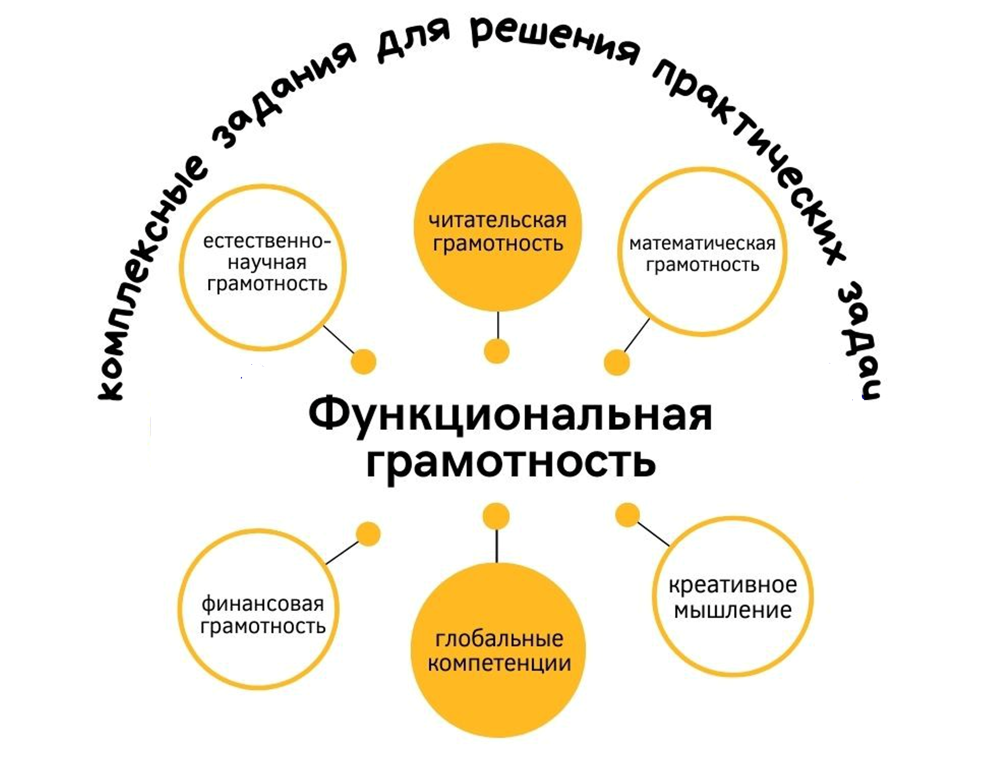 комплексные задания для решения практических задач
естественно-
научная
грамотность
читательская
грамотность
математическая
грамотность
Функциональная
грамотность
финансовая
грамотность
глобальные
компетенции
креативное
мышление